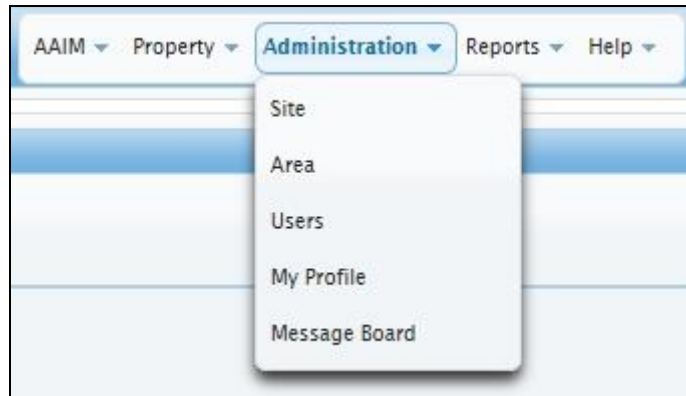 AAIM Property Administration Reports Help
Site
Area
Users
My Profile
Message Board